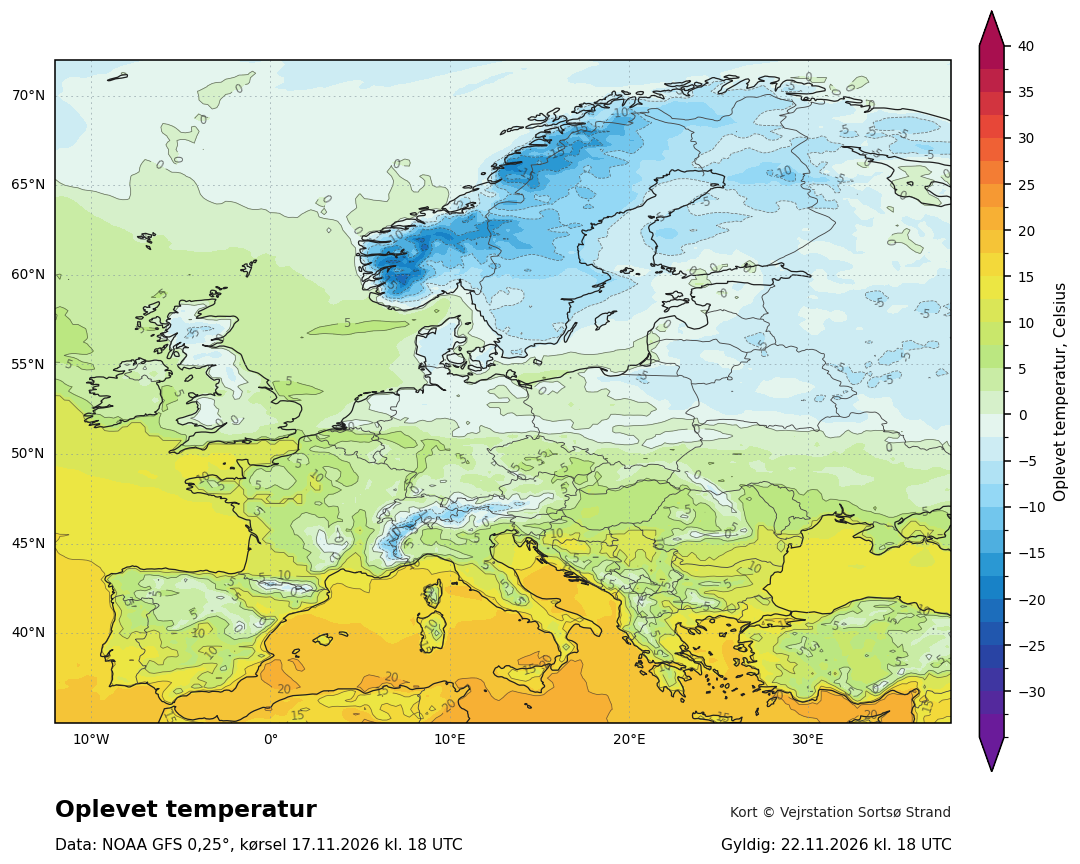 70°N
65°N
60°N
55°N
50°N
45°N
40°N
10°W
0°
10°E
20°E
30°E
40
35
30
25
20
15
10
5
0
−5
−10
−15
−20
−25
−30
Oplevet temperatur, Celsius
Oplevet temperatur
Kort © Vejrstation Sortsø Strand
Data: NOAA GFS 0,25°, kørsel 17.11.2026 kl. 18 UTC
Gyldig: 22.11.2026 kl. 18 UTC